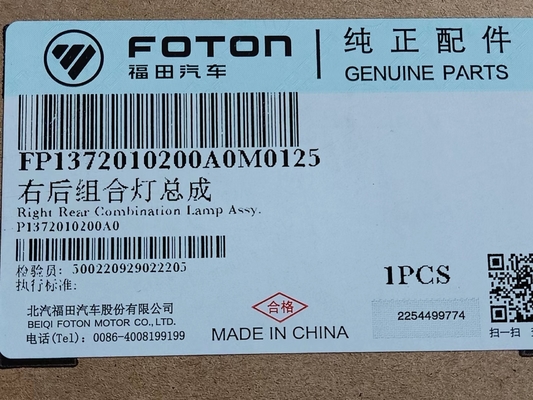 FOTON
福田汽车
纯正配件
GENUINE PARTS
FP1372010200A0M0125
右后组合灯总成
Right Rear Combination Lamp Assy.
P1372010200A0
检验员: 300220929022205
执行标准:
1PCS
北汽福田汽车股份有限公司
BEIQI FOTON MOTOR CO., LTD.
电话(Tel): 0086-4008199199
合格
MADE IN CHINA
2254499774
扫一扫